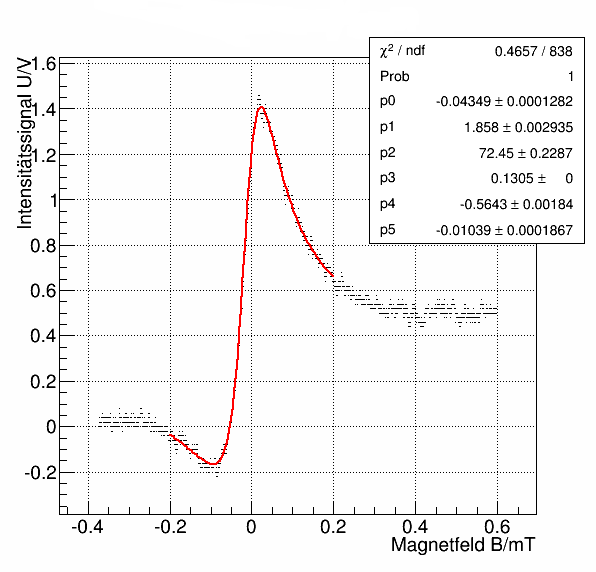 χ² / ndf 0.4657 / 838
Prob 1
p0 -0.04349 ± 0.0001282
p1 1.858 ± 0.002935
p2 72.45 ± 0.2287
p3 0.1305 ± 0
p4 -0.5643 ± 0.00184
p5 -0.01039 ± 0.0001867
Intensitätssignal U/V
1.6
1.4
1.2
1
0.8
0.6
0.4
0.2
0
-0.2
-0.4 -0.2 0 0.2 0.4 0.6
Magnetfeld B/mT